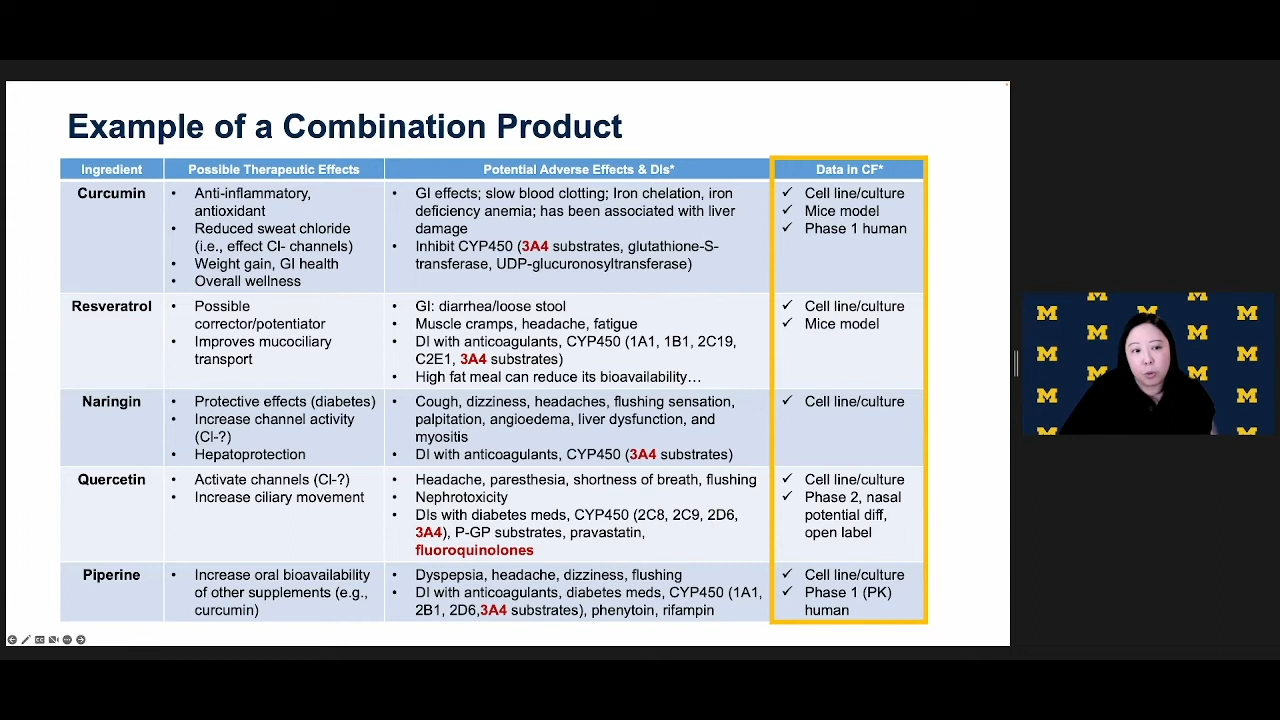 Example of a Combination Product
Ingredient
Possible Therapeutic Effects
Potential Adverse Effects & DIs*
Data in CF*
Curcumin
• Anti-inflammatory,
antioxidant
• Reduced sweat chloride
(i.e., effect Cl- channels)
• Weight gain, GI health
• Overall wellness
• GI effects; slow blood clotting; Iron chelation, iron
deficiency anemia; has been associated with liver
damage
• Inhibit CYP450 (3A4 substrates, glutathione-S-
transferase, UDP-glucuronosyltransferase)
✓ Cell line/culture
✓ Mice model
✓ Phase 1 human
Resveratrol
• Possible
corrector/potentiator
• Improves mucociliary
transport
• GI: diarrhea/loose stool
• Muscle cramps, headache, fatigue
• DI with anticoagulants, CYP450 (1A1, 1B1, 2C19,
C2E1, 3A4 substrates)
• High fat meal can reduce its bioavailability…
✓ Cell line/culture
✓ Mice model
Naringin
• Protective effects (diabetes)
• Increase channel activity
(Cl-?)
• Hepatoprotection
• Cough, dizziness, headaches, flushing sensation,
palpitation, angioedema, liver dysfunction, and
myositis
• DI with anticoagulants, CYP450 (3A4 substrates)
✓ Cell line/culture
Quercetin
• Activate channels (Cl-?)
• Increase ciliary movement
• Headache, paresthesia, shortness of breath, flushing
• Nephrotoxicity
• DIs with diabetes meds, CYP450 (2C8, 2C9, 2D6,
3A4), P-GP substrates, pravastatin,
fluoroquinolones
✓ Cell line/culture
✓ Phase 2, nasal
potential diff,
open label
Piperine
• Increase oral bioavailability
of other supplements (e.g.,
curcumin)
• Dyspepsia, headache, dizziness, flushing
• DI with anticoagulants, diabetes meds, CYP450 (1A1,
2B1, 2D6,3A4 substrates), phenytoin, rifampin
✓ Cell line/culture
✓ Phase 1 (PK)
human
M M M M M M M M M M M M